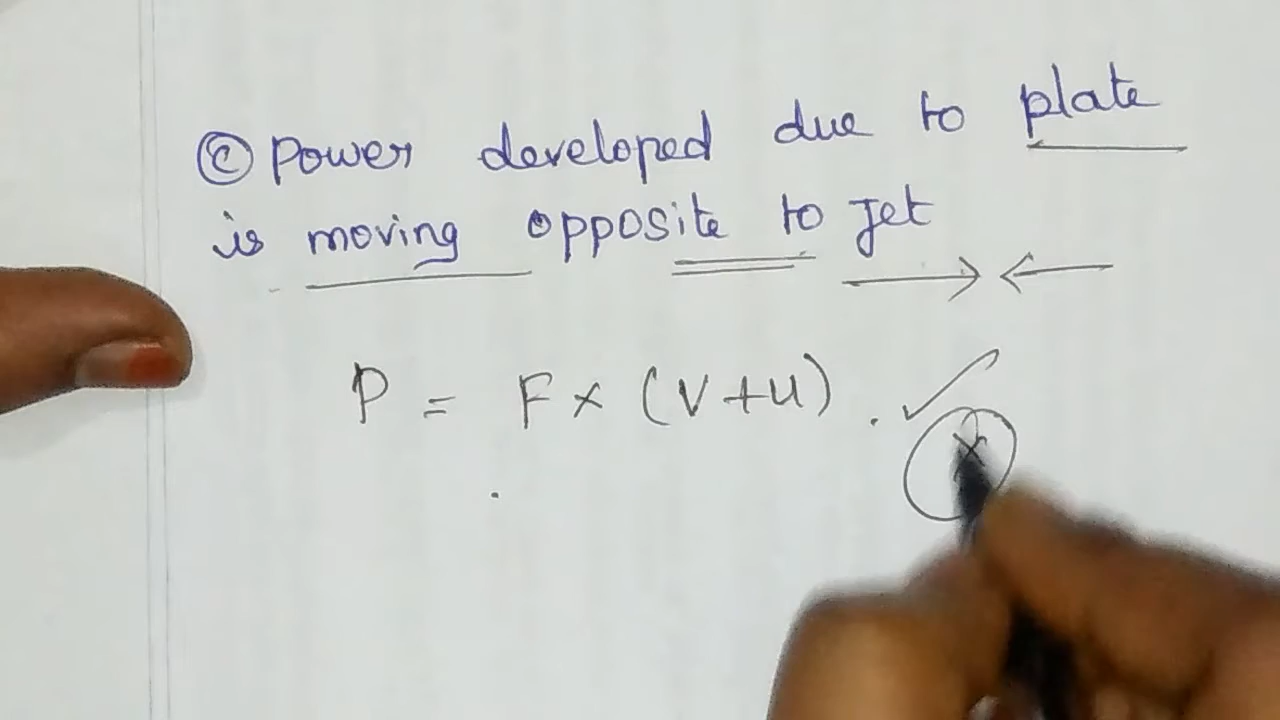 ⓒ Power developed due to plate
is moving opposite to Jet
P = F × (V+U) . ✓
×